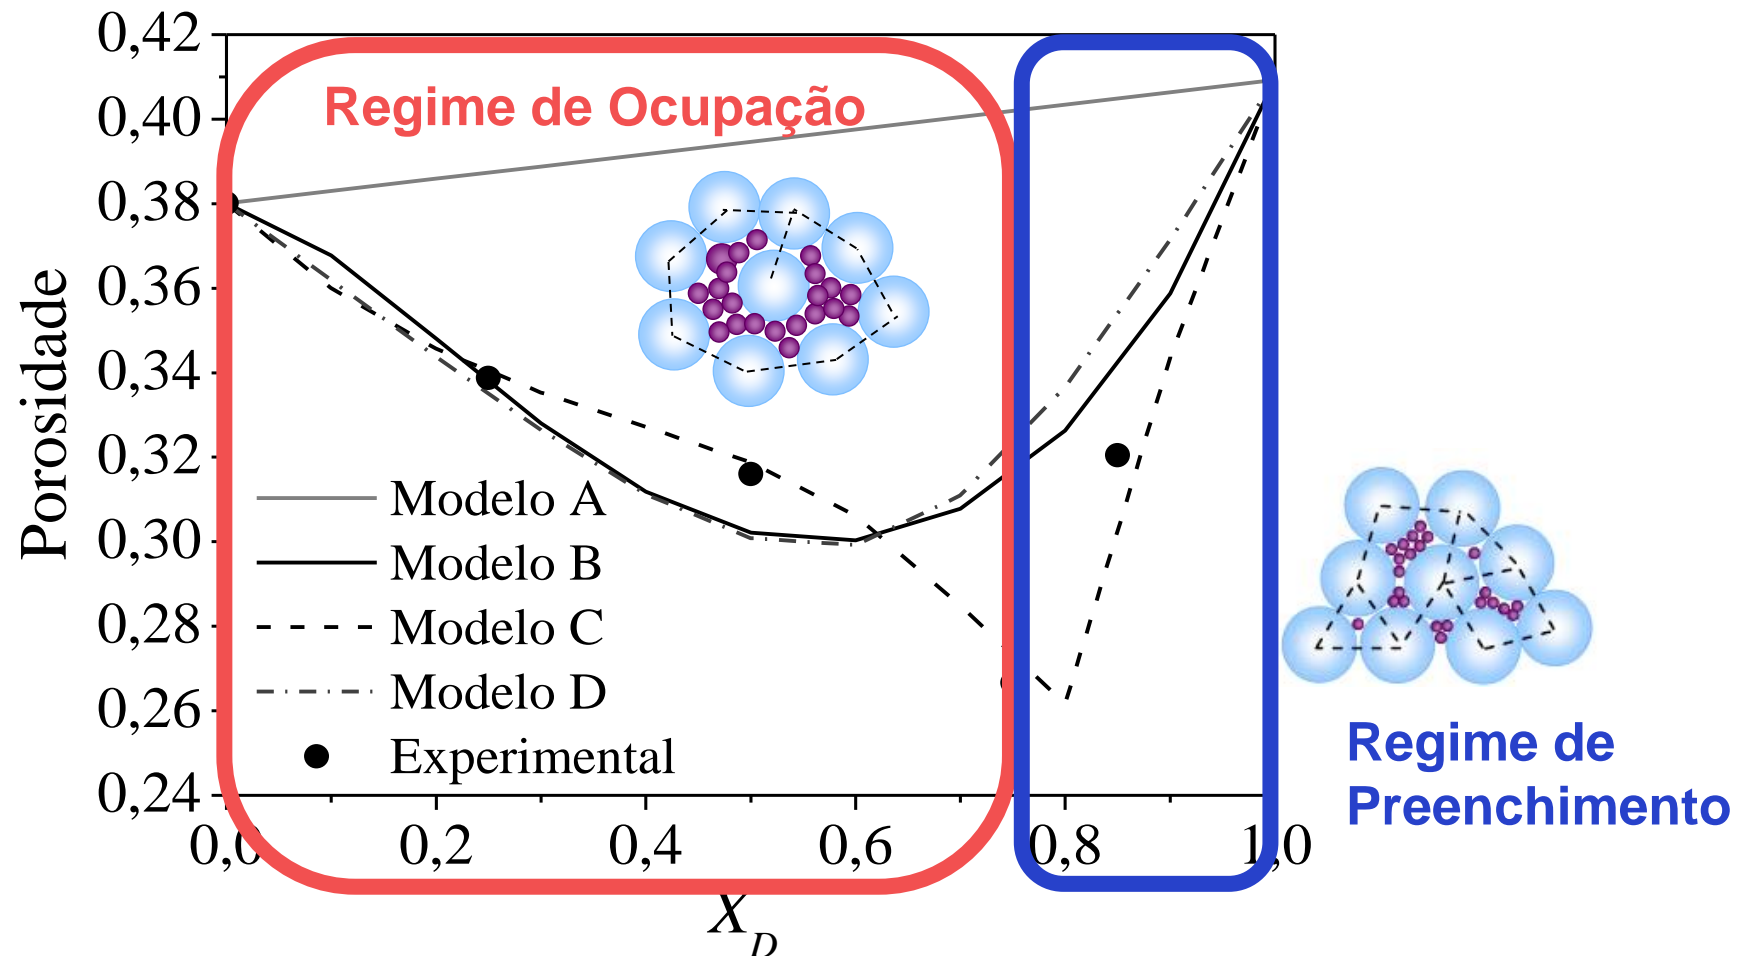 0,42
0,40
0,38
0,36
0,34
0,32
0,30
0,28
0,26
0,24
Porosidade
Regime de Ocupação
Modelo A
Modelo B
Modelo C
Modelo D
Experimental
0,0 0,2 0,4 0,6 0,8 1,0
X_D
Regime de
Preenchimento